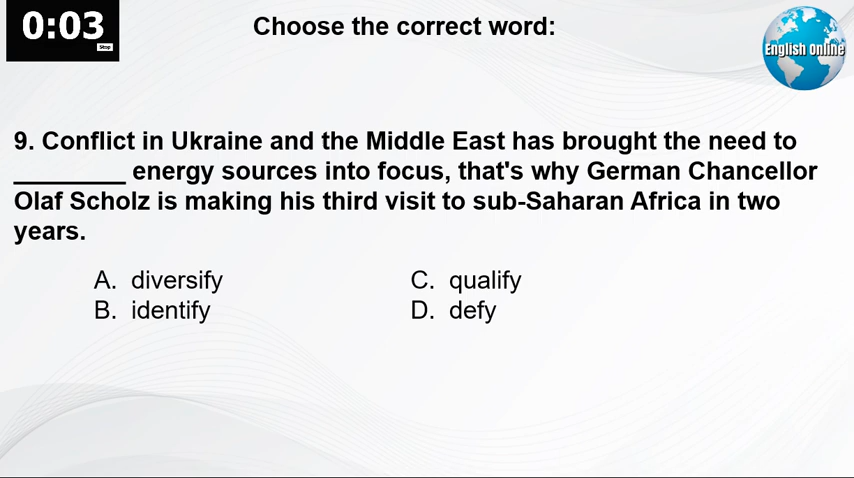 0:03
Stop
Choose the correct word:
English Online
9. Conflict in Ukraine and the Middle East has brought the need to
________ energy sources into focus, that's why German Chancellor
Olaf Scholz is making his third visit to sub-Saharan Africa in two
years.
A. diversify
B. identify
C. qualify
D. defy